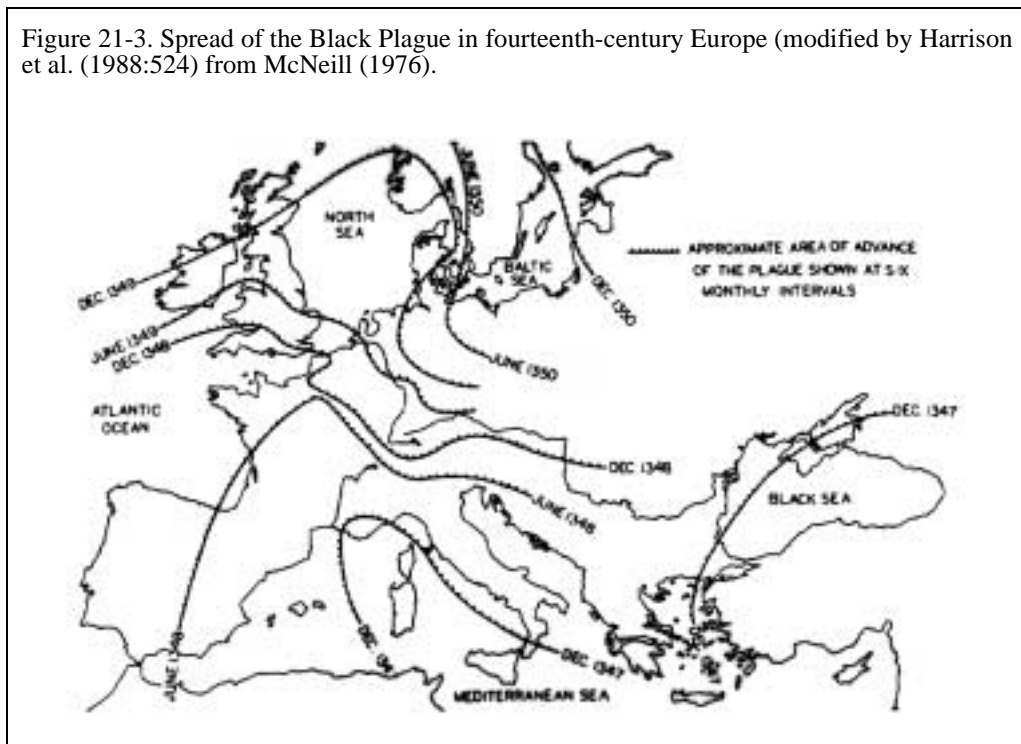 Figure 21-3. Spread of the Black Plague in fourteenth-century Europe (modified by Harrison
et al. (1988:524) from McNeill (1976).
JUNE 1350
NORTH
SEA
APPROXIMATE AREA OF ADVANCE
OF THE PLAGUE SHOWN AT SIX
MONTHLY INTERVALS
BALTIC
SEA
DEC 1349
DEC 1350
JUNE 1349
DEC 1348
JUNE 1350
ATLANTIC
OCEAN
DEC 1347
DEC 1348
BLACK SEA
JUNE 1348
DEC
DEC 1347
JUNE
MEDITERRANEAN SEA